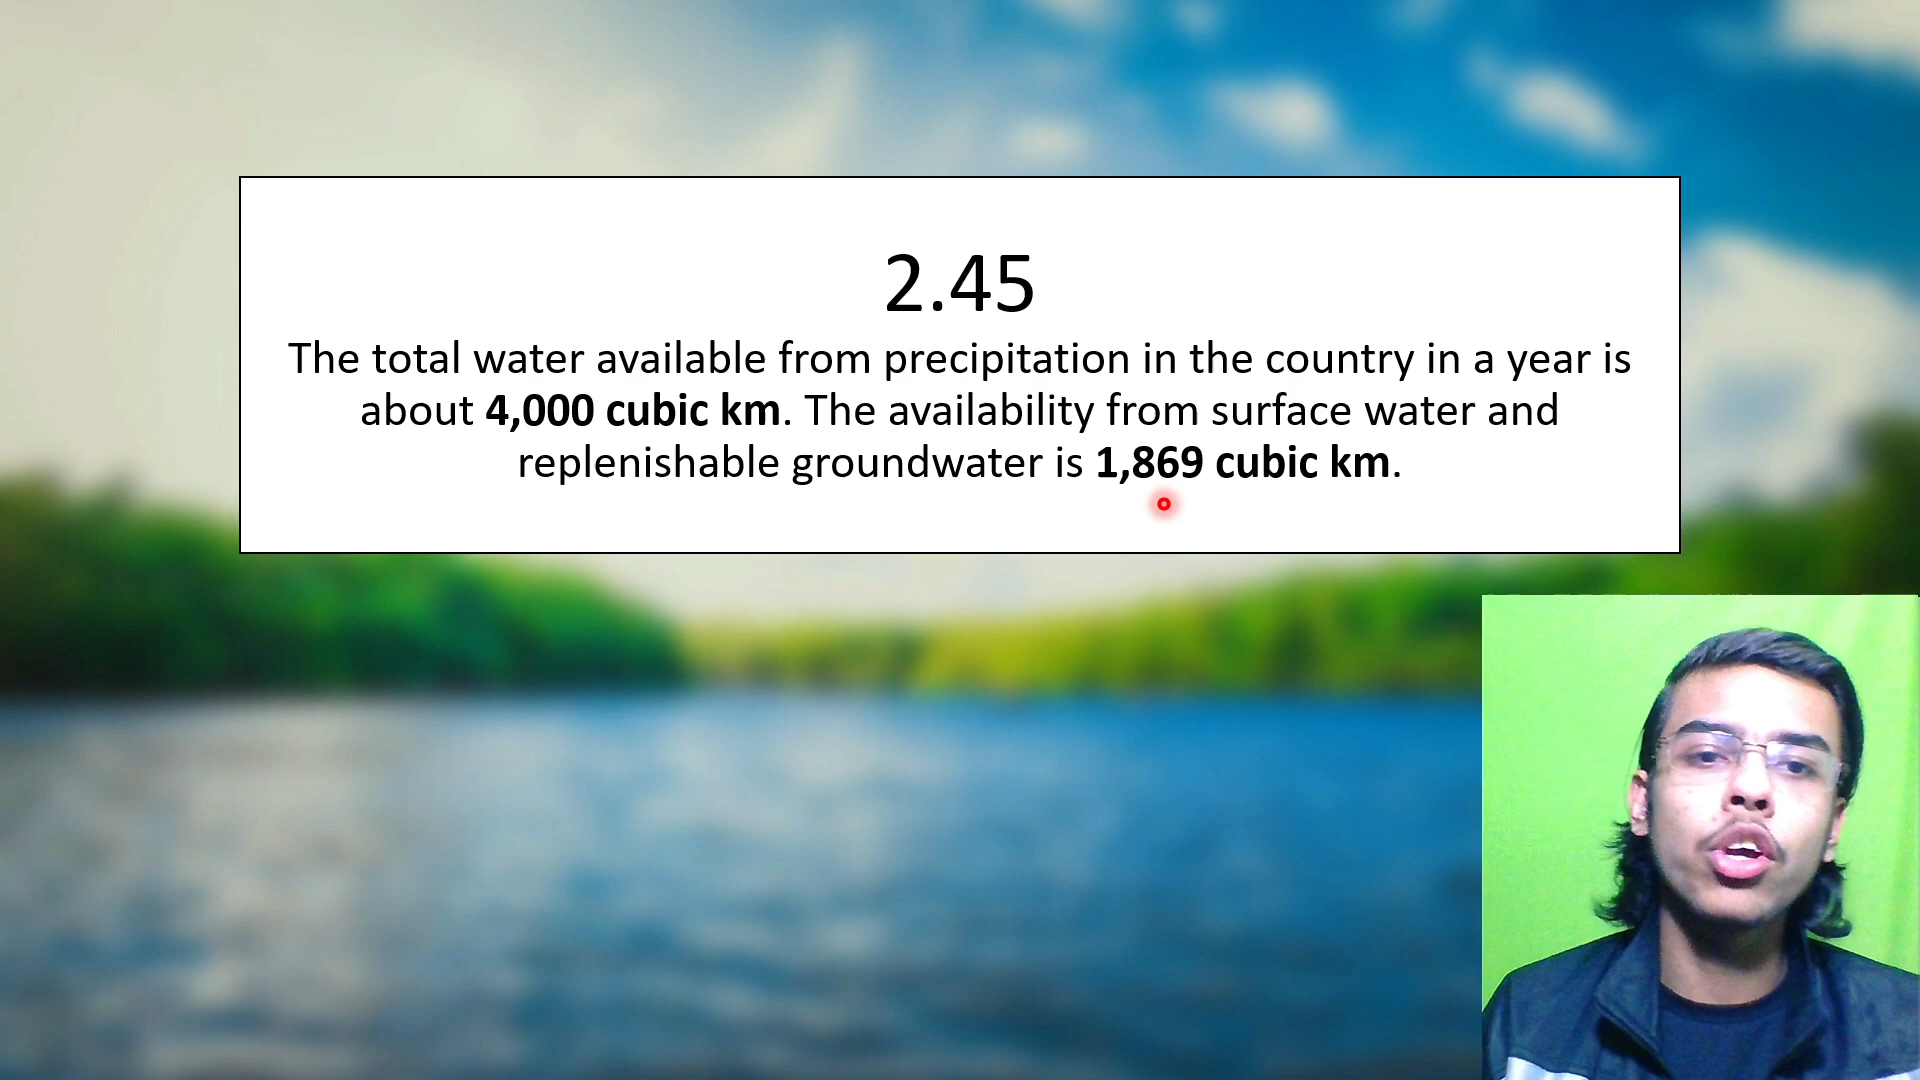 2.45
The total water available from precipitation in the country in a year is
about 4,000 cubic km. The availability from surface water and
replenishable groundwater is 1,869 cubic km.